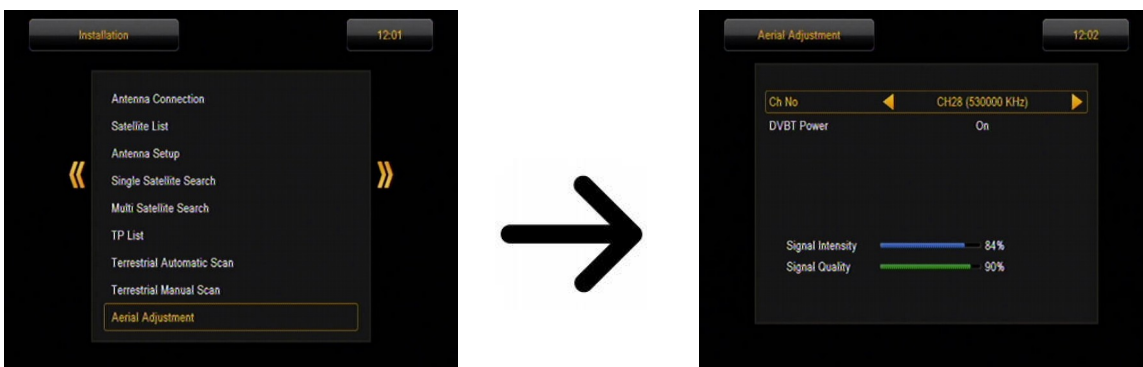 Installation 12:01
Antenna Connection
Satellite List
Antenna Setup
Single Satellite Search
Multi Satellite Search
TP List
Terrestrial Automatic Scan
Terrestrial Manual Scan
Aerial Adjustment
Aerial Adjustment 12:02
Ch No CH28 (530000 KHz)
DVBT Power On
Signal Intensity 84%
Signal Quality 90%